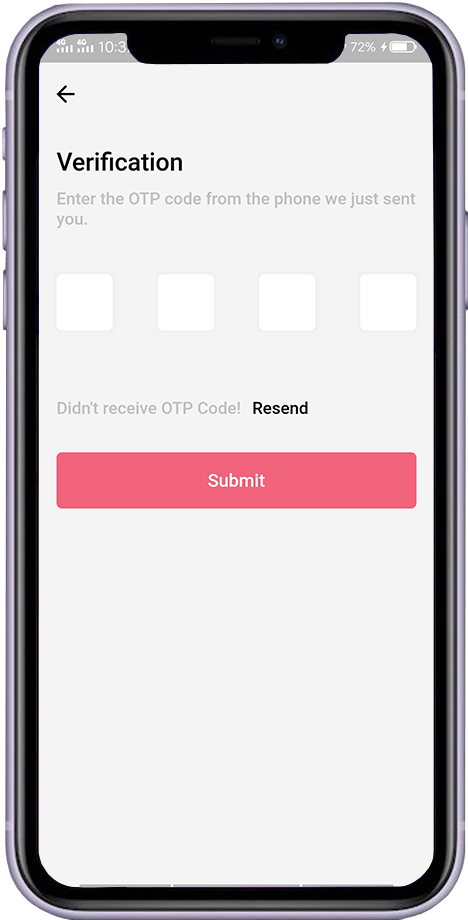 4G 4G 10:3 72%
Verification
Enter the OTP code from the phone we just sent
you.
Didn't receive OTP Code! Resend
Submit